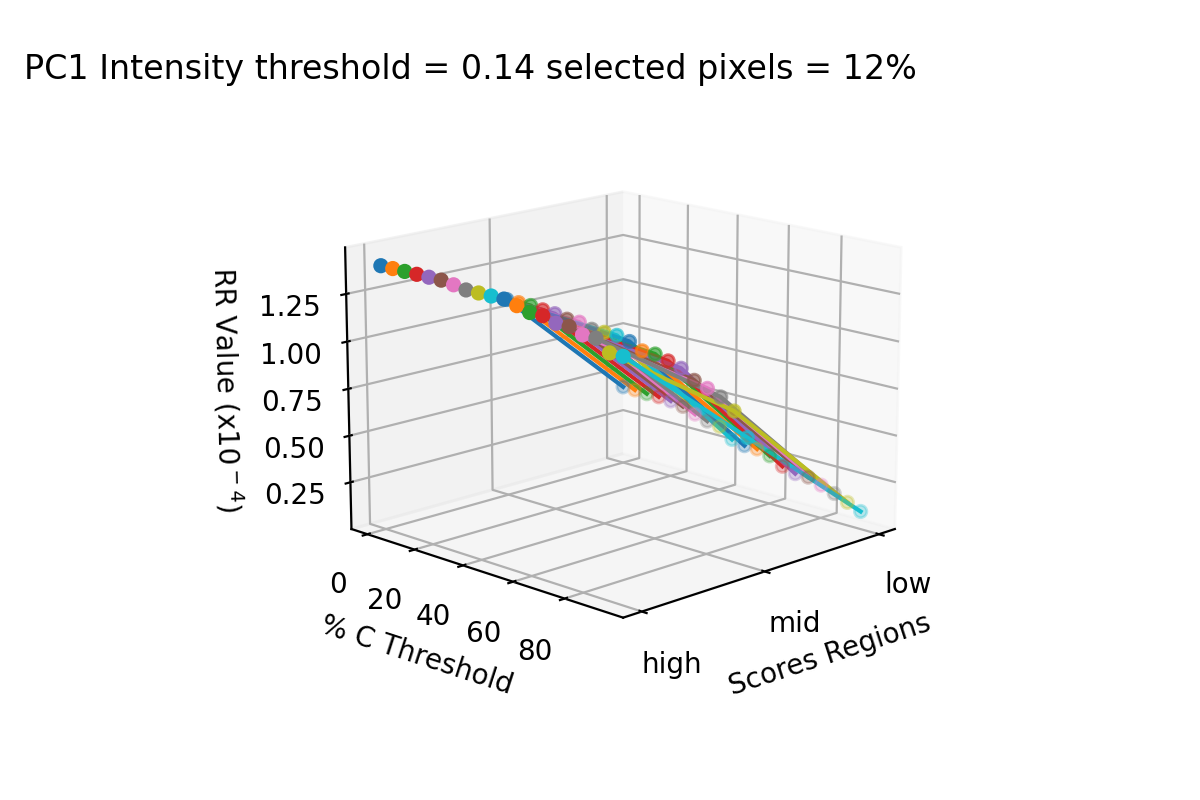 PC1 Intensity threshold = 0.14 selected pixels = 12%
RR Value (x10⁻⁴)
1.25
1.00
0.75
0.50
0.25
0
20
40
60
80
% C Threshold
high
mid
low
Scores Regions